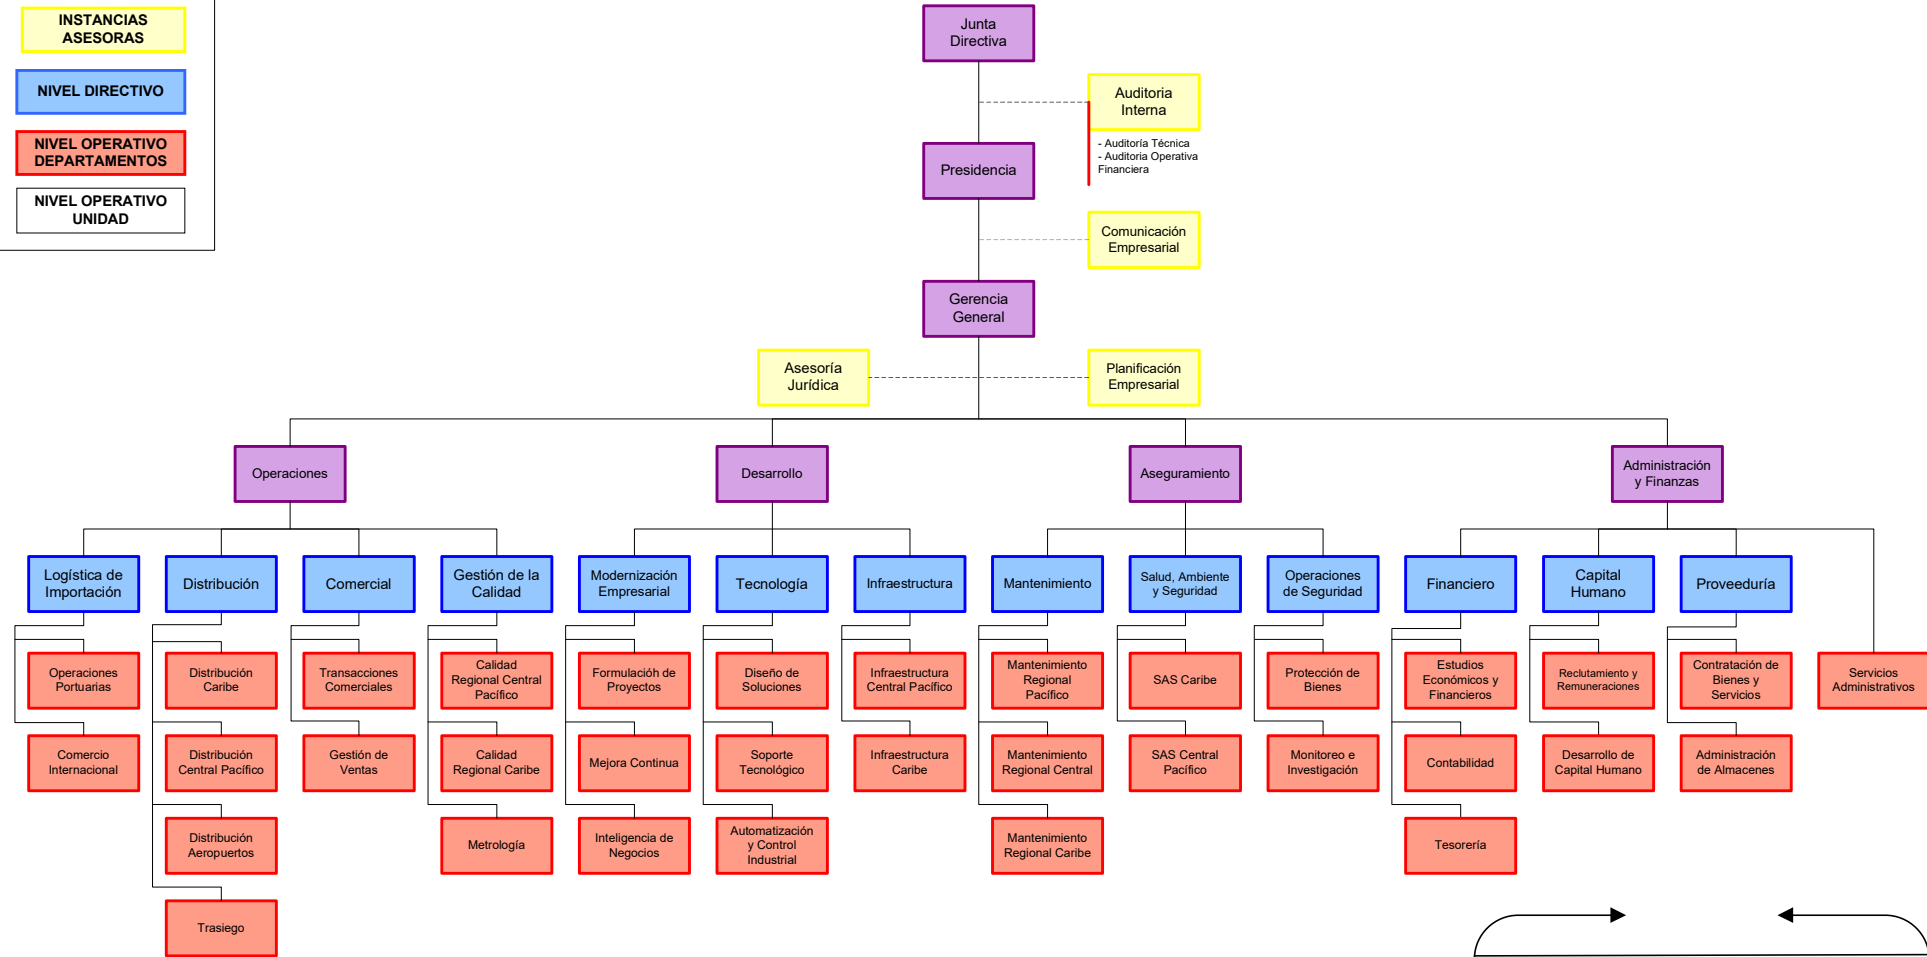 INSTANCIAS
ASESORAS
NIVEL DIRECTIVO
NIVEL OPERATIVO
DEPARTAMENTOS
NIVEL OPERATIVO
UNIDAD
Junta
Directiva
Auditoria
Interna
- Auditoría Técnica
- Auditoria Operativa
Financiera
Presidencia
Comunicación
Empresarial
Gerencia
General
Asesoría
Jurídica
Planificación
Empresarial
Operaciones
Desarrollo
Aseguramiento
Administración
y Finanzas
Logística de
Importación
Distribución
Comercial
Gestión de la
Calidad
Modernización
Empresarial
Tecnología
Infraestructura
Mantenimiento
Salud, Ambiente
y Seguridad
Operaciones
de Seguridad
Financiero
Capital
Humano
Proveeduría
Operaciones
Portuarias
Distribución
Caribe
Transacciones
Comerciales
Calidad
Regional Central
Pacífico
Formulación de
Proyectos
Diseño de
Soluciones
Infraestructura
Central Pacífico
Mantenimiento
Regional
Pacífico
SAS Caribe
Protección de
Bienes
Estudios
Económicos y
Financieros
Reclutamiento y
Remuneraciones
Contratación de
Bienes y
Servicios
Servicios
Administrativos
Comercio
Internacional
Distribución
Central Pacífico
Gestión de
Ventas
Calidad
Regional Caribe
Mejora Continua
Soporte
Tecnológico
Infraestructura
Caribe
Mantenimiento
Regional Central
SAS Central
Pacífico
Monitoreo e
Investigación
Contabilidad
Desarrollo de
Capital Humano
Administración
de Almacenes
Distribución
Aeropuertos
Metrología
Inteligencia de
Negocios
Automatización
y Control
Industrial
Mantenimiento
Regional Caribe
Tesorería
Trasiego